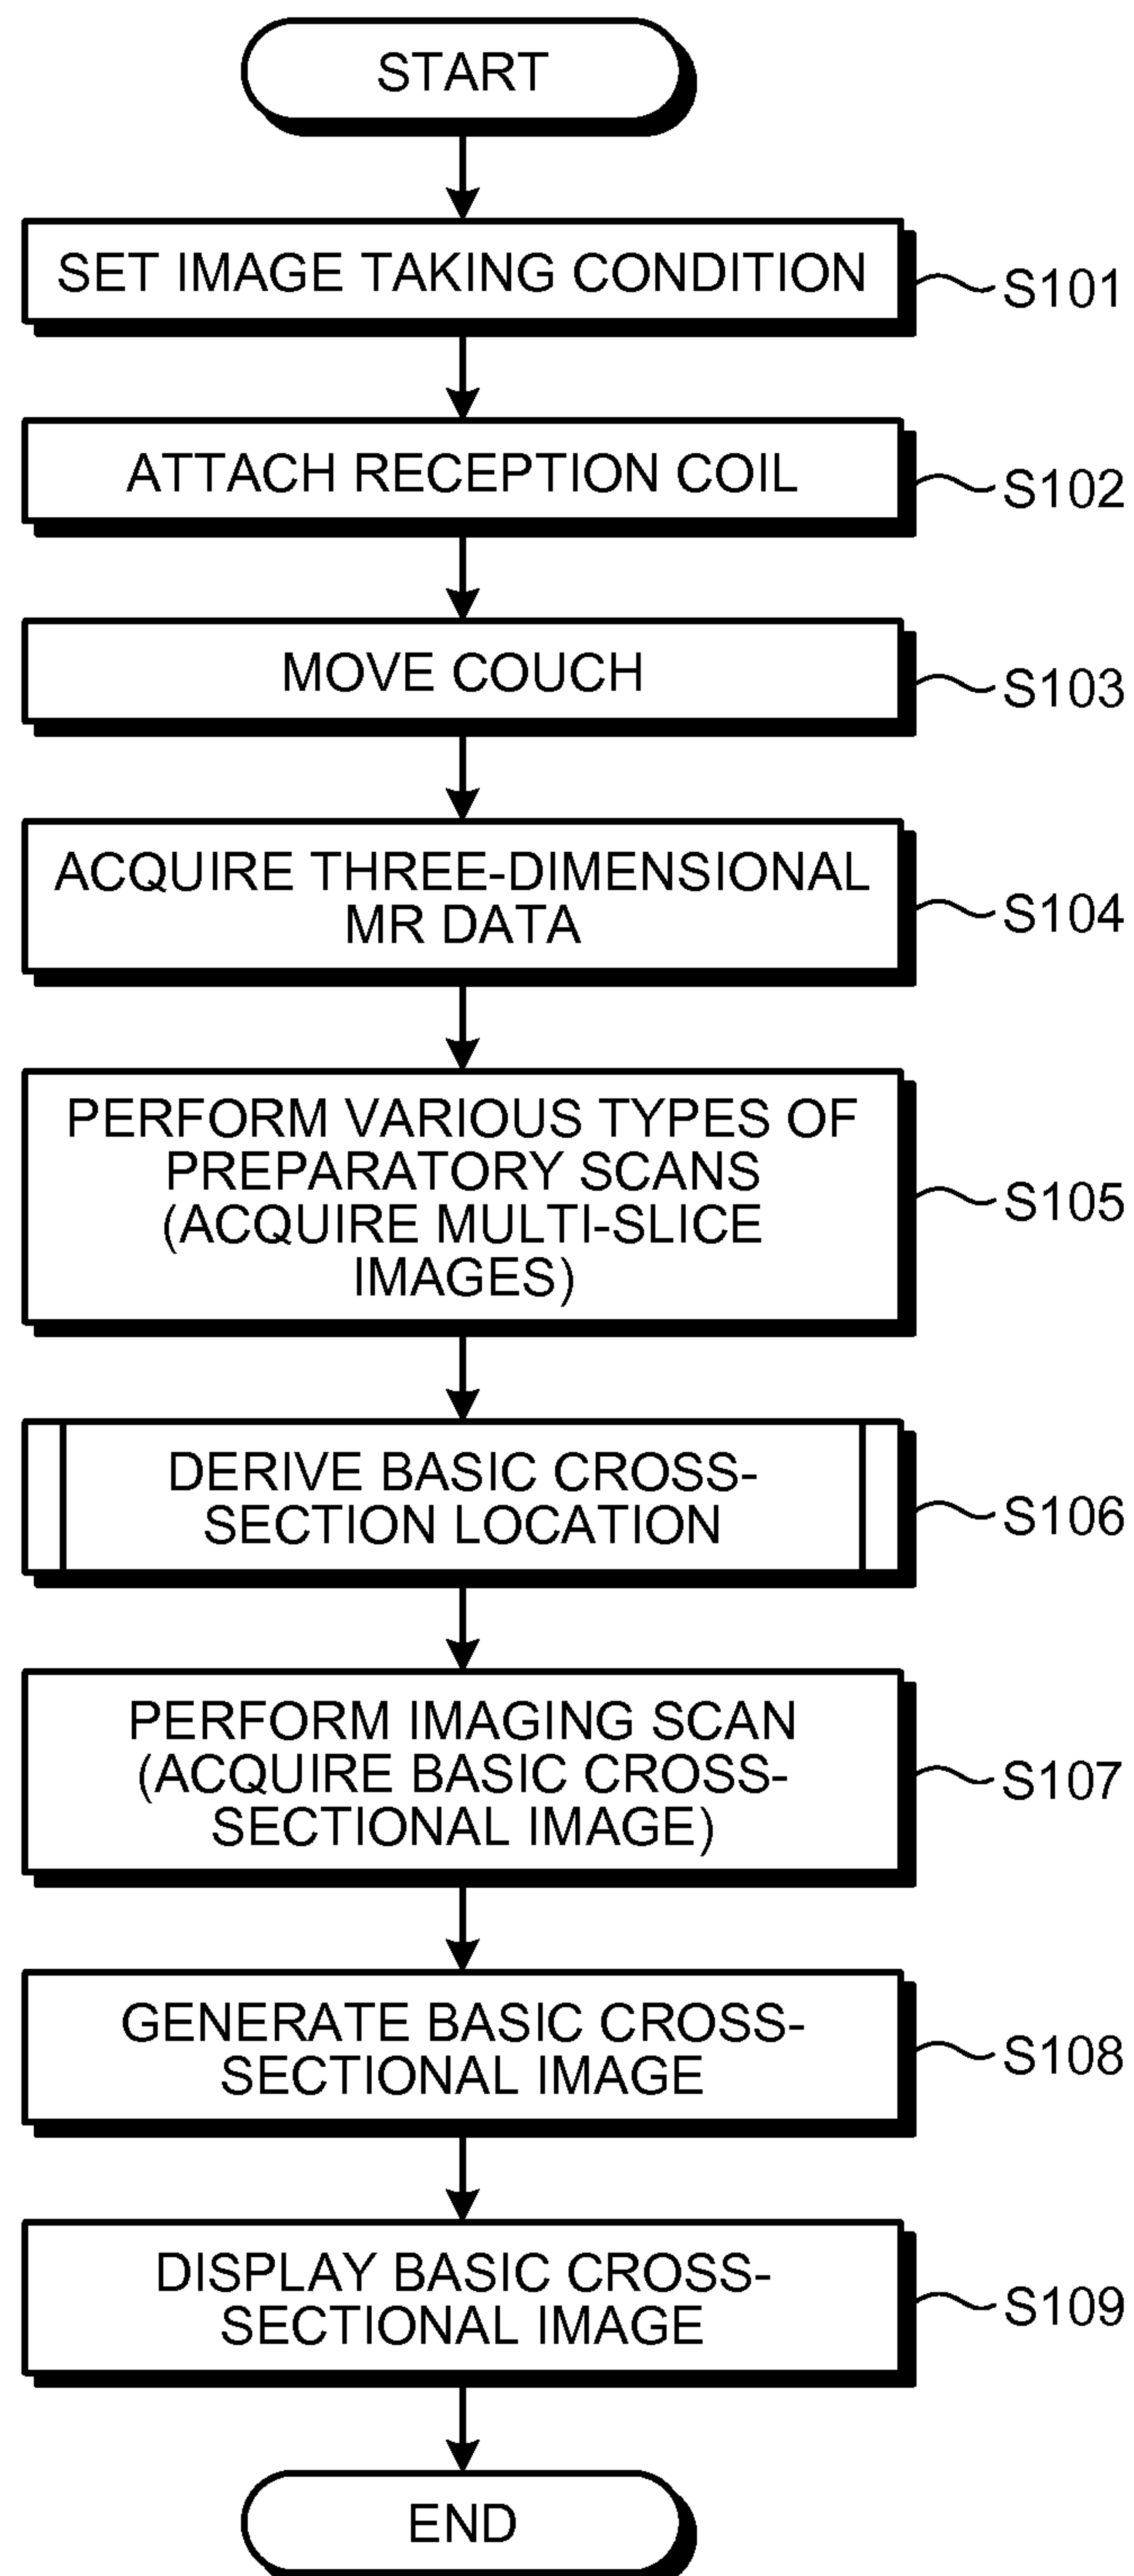 START
SET IMAGE TAKING CONDITION
S101
ATTACH RECEPTION COIL
S102
MOVE COUCH
S103
ACQUIRE THREE-DIMENSIONAL
MR DATA
S104
PERFORM VARIOUS TYPES OF
PREPARATORY SCANS
(ACQUIRE MULTI-SLICE
IMAGES)
S105
DERIVE BASIC CROSS-
SECTION LOCATION
S106
PERFORM IMAGING SCAN
(ACQUIRE BASIC CROSS-
SECTIONAL IMAGE)
S107
GENERATE BASIC CROSS-
SECTIONAL IMAGE
S108
DISPLAY BASIC CROSS-
SECTIONAL IMAGE
S109
END